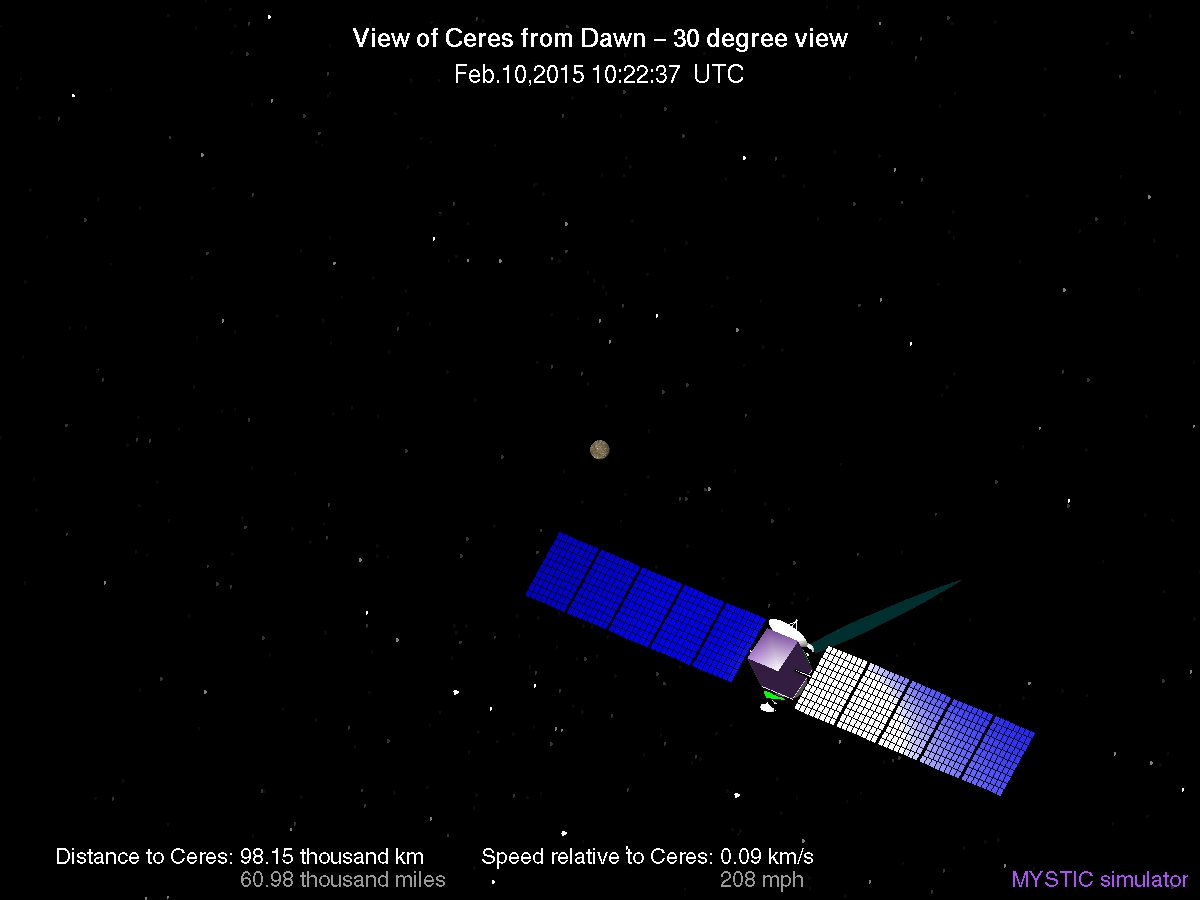 View of Ceres from Dawn – 30 degree view
Feb.10,2015 10:22:37 UTC
Distance to Ceres: 98.15 thousand km
60.98 thousand miles
Speed relative to Ceres: 0.09 km/s
208 mph
MYSTIC simulator